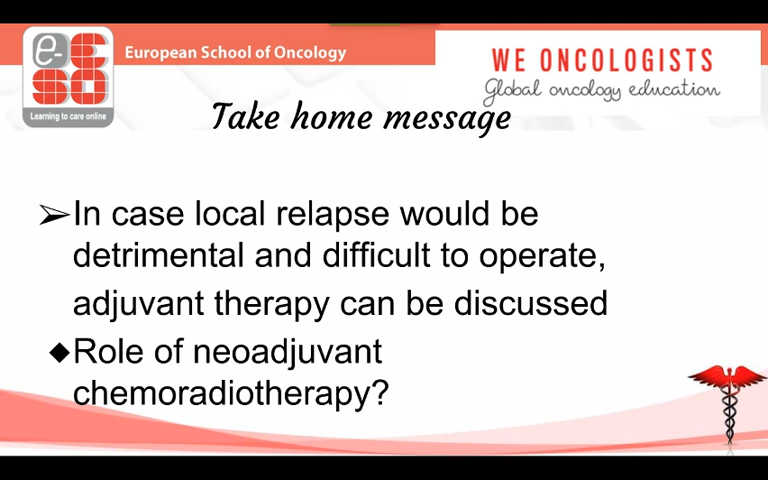 e-ESO
Learning to care online
European School of Oncology
WE ONCOLOGISTS
Global oncology education
Take home message
➢In case local relapse would be
detrimental and difficult to operate,
adjuvant therapy can be discussed
◆Role of neoadjuvant
chemoradiotherapy?